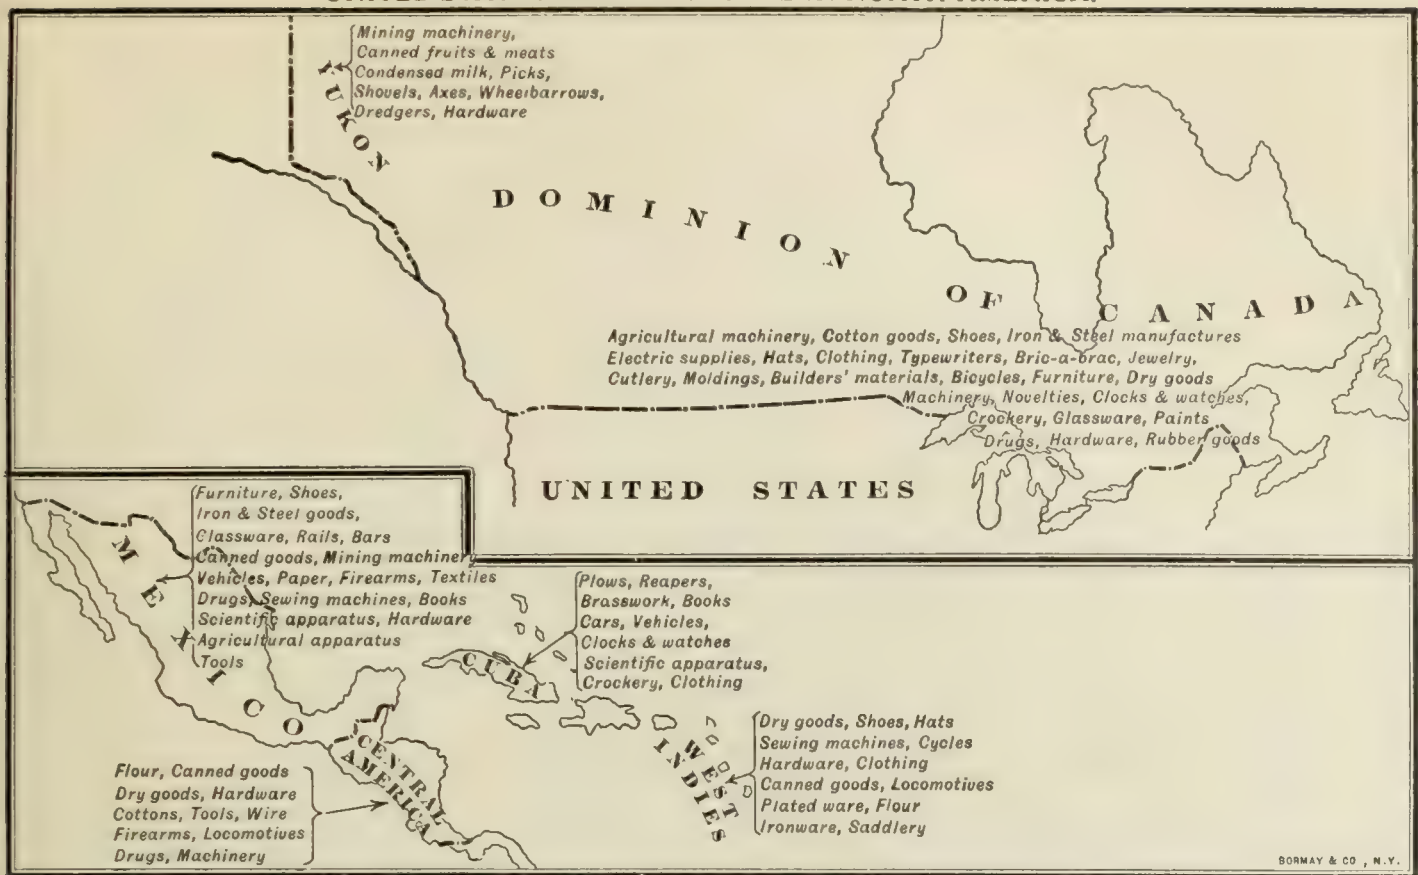 Mining machinery,
Canned fruits & meats
Condensed milk, Picks,
Shovels, Axes, Wheelbarrows,
Dredgers, Hardware
YUKON
DOMINION OF CANADA
Agricultural machinery, Cotton goods, Shoes, Iron & Steel manufactures
Electric supplies, Hats, Clothing, Typewriters, Bric-a-brac, Jewelry,
Cutlery, Moldings, Builders' materials, Bicycles, Furniture, Dry goods
Machinery, Novelties, Clocks & watches,
Crockery, Glassware, Paints
Drugs, Hardware, Rubber goods
UNITED STATES
Furniture, Shoes,
Iron & Steel goods,
Glassware, Rails, Bars
Canned goods, Mining machinery
Vehicles, Paper, Firearms, Textiles
Drugs, Sewing machines, Books
Scientific apparatus, Hardware
Agricultural apparatus
Tools
MEXICO
Plows, Reapers,
Brasswork, Books
Cars, Vehicles,
Clocks & watches
Scientific apparatus,
Crockery, Clothing
CUBA
Dry goods, Shoes, Hats
Sewing machines, Cycles
Hardware, Clothing
Canned goods, Locomotives
Plated ware, Flour
Ironware, Saddlery
WEST
INDIES
CENTRAL
AMERICA
Flour, Canned goods
Dry goods, Hardware
Cottons, Tools, Wire
Firearms, Locomotives
Drugs, Machinery
BORMAY & CO., N.Y.